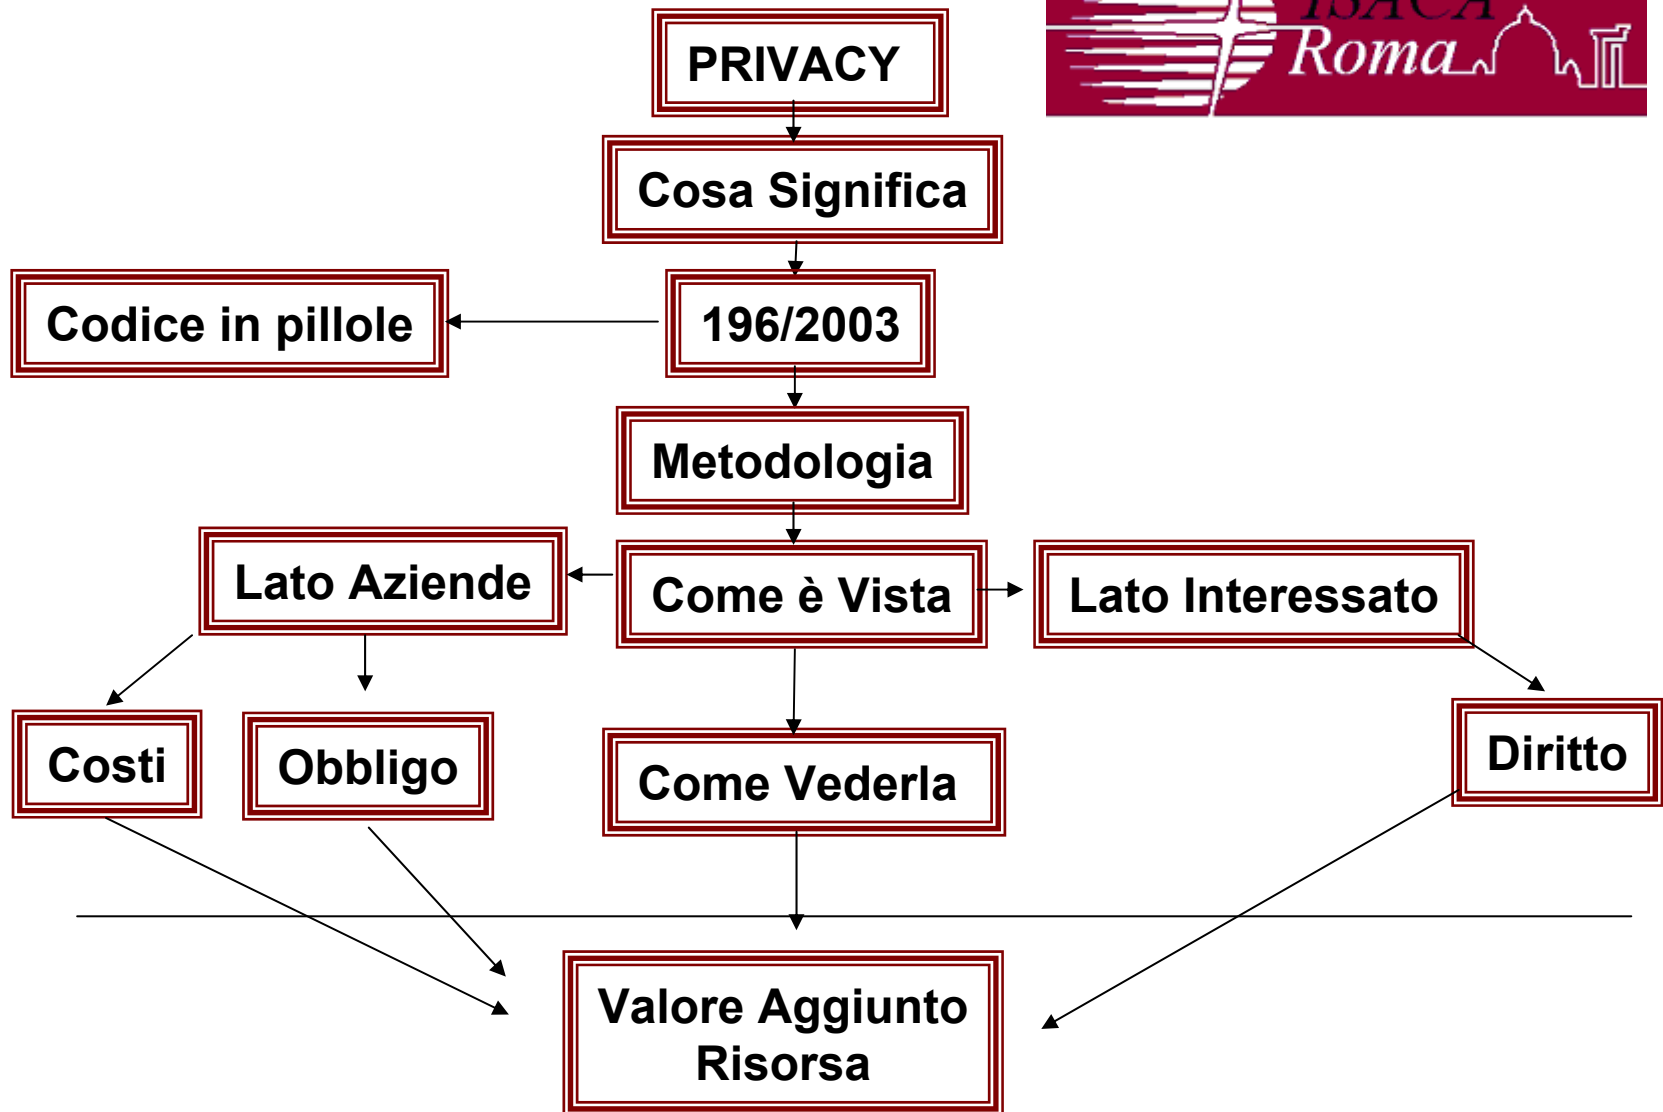 ISACA
Roma
PRIVACY
Cosa Significa
Codice in pillole
196/2003
Metodologia
Lato Aziende
Come è Vista
Lato Interessato
Costi
Obbligo
Come Vederla
Diritto
Valore Aggiunto
Risorsa